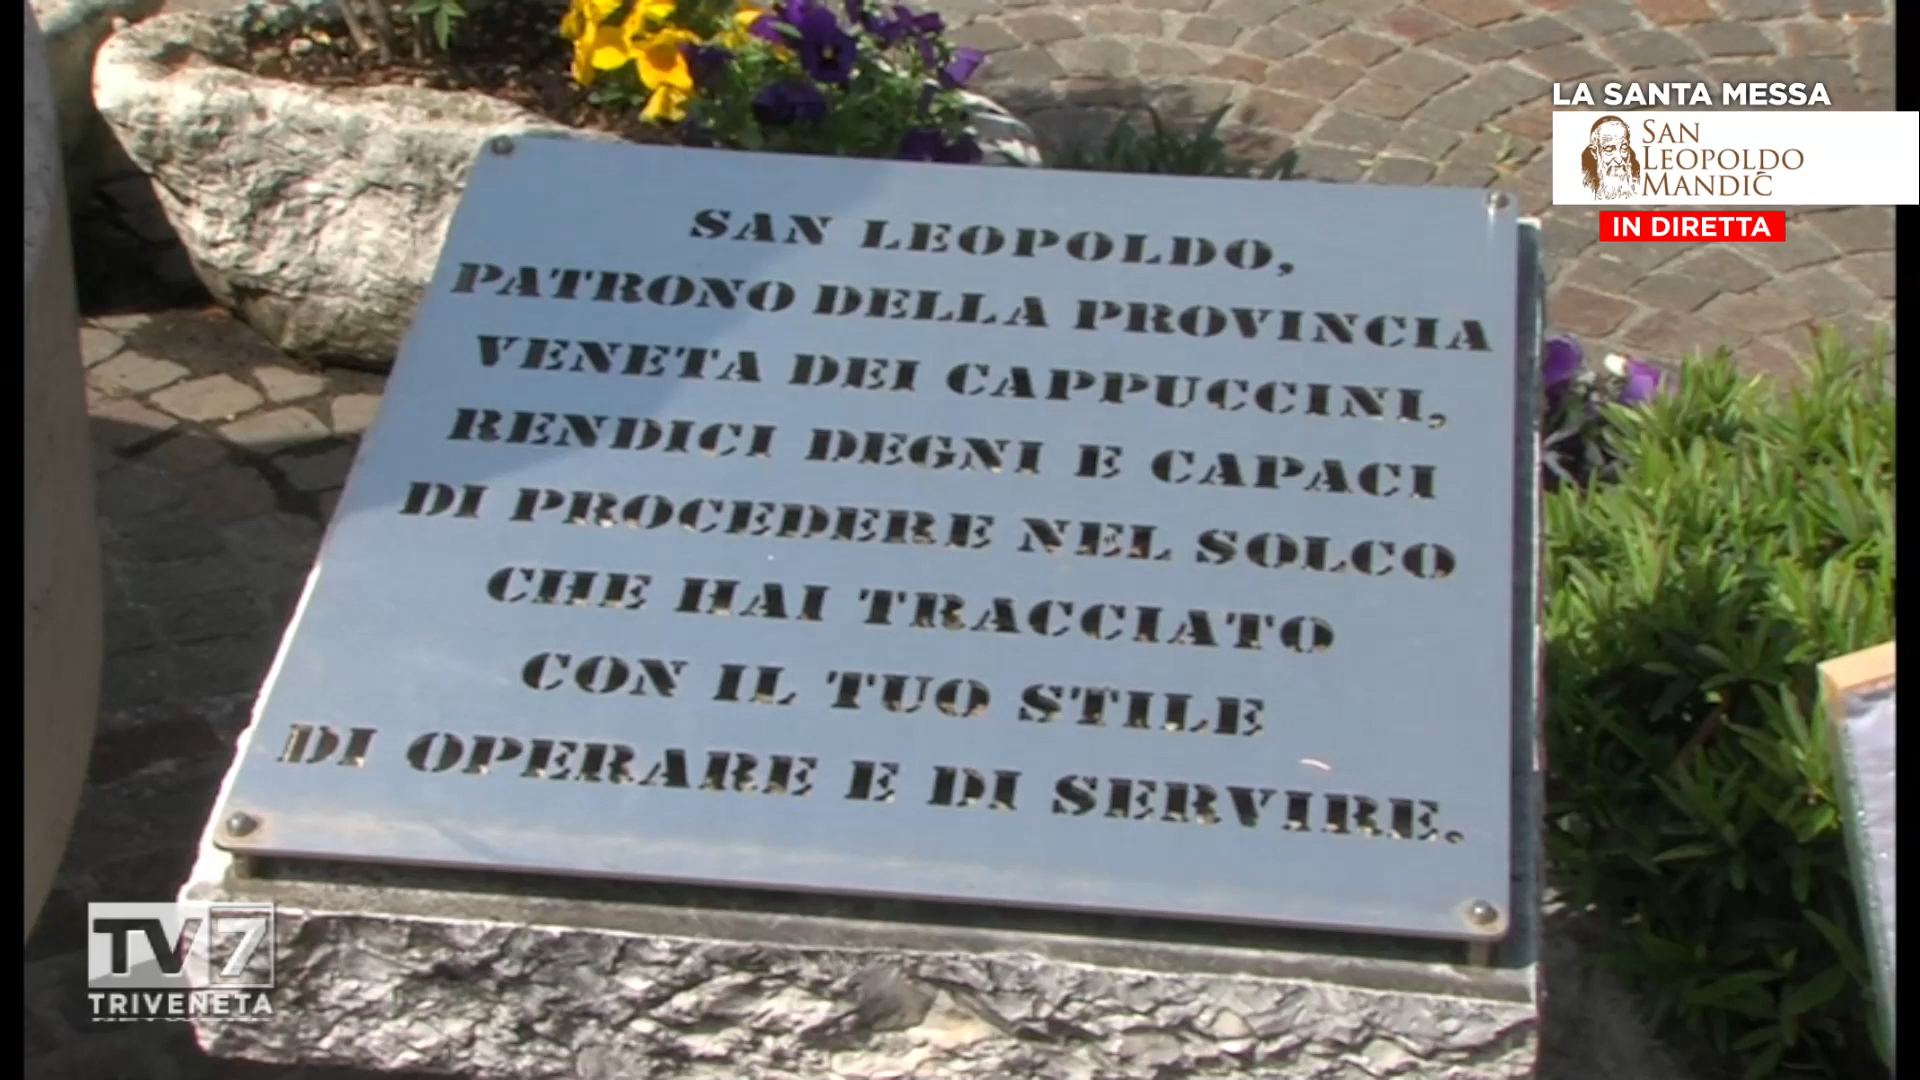 LA SANTA MESSA
SAN
LEOPOLDO
MANDIĆ
IN DIRETTA
SAN LEOPOLDO,
PATRONO DELLA PROVINCIA
VENETA DEI CAPPUCCINI,
RENDICI DEGNI E CAPACI
DI PROCEDERE NEL SOLCO
CHE HAI TRACCIATO
CON IL TUO STILE
DI OPERARE E DI SERVIRE.
TV7
TRIVENETA